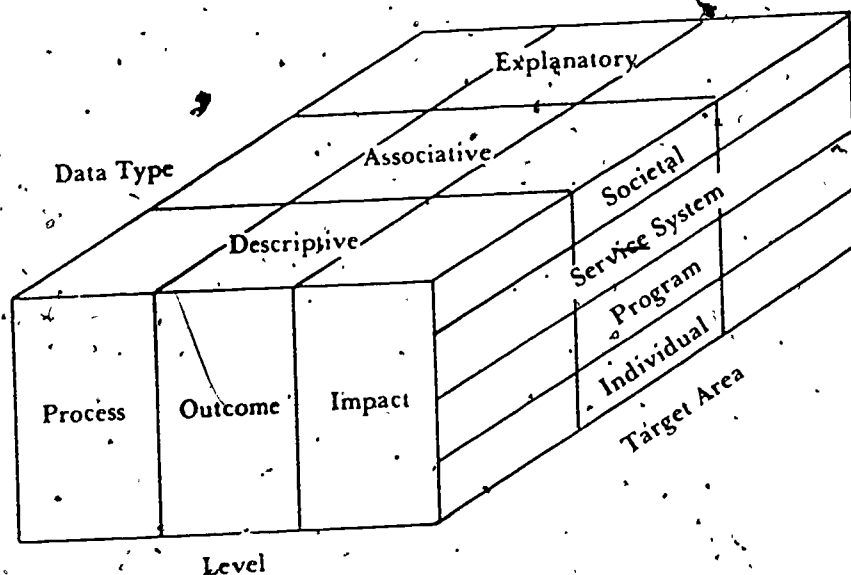 Explanatory
Data Type
Associative
Societal
Descriptive
Service System
Program
Process
Outcome
Impact
Individual
Target Area
Level